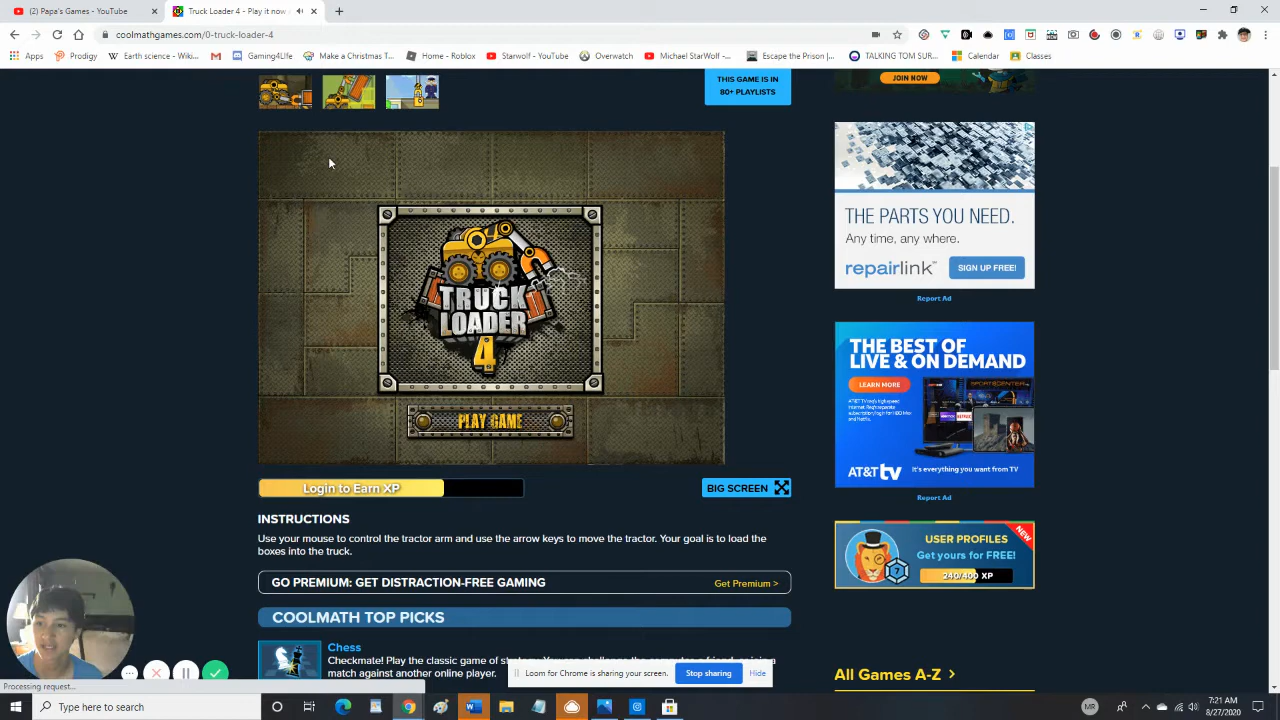 (2) Papa's Games - YouTube
Truck Loader 4 - Play it now
coolmathgames.com/0-truck-loader-4
Apps
Prodigy
Earth science - Wiki...
Gaming4Life
Make a Christmas T...
Home - Roblox
Starwolf - YouTube
Overwatch
Michael Starwolf -...
Escape the Prison |...
TALKING TOM SUR...
Calendar
Classes
THIS GAME IS IN
80+ PLAYLISTS
JOIN NOW
TRUCK
LOADER
4
PLAY GAME
Login to Earn XP
BIG SCREEN
INSTRUCTIONS
Use your mouse to control the tractor arm and use the arrow keys to move the tractor. Your goal is to load the
boxes into the truck.
GO PREMIUM: GET DISTRACTION-FREE GAMING
Get Premium >
COOLMATH TOP PICKS
Chess
Checkmate! Play the classic game of
match against another online player.
THE PARTS YOU NEED.
Any time, any where.
repairlink
SIGN UP FREE!
Report Ad
THE BEST OF
LIVE & ON DEMAND
LEARN MORE
AT&T tv
It's everything you want from TV
Report Ad
NEW
USER PROFILES
Get yours for FREE!
7
240/400 XP
All Games A-Z >
Loom for Chrome is sharing your screen.
Stop sharing
Hide
Processing request...
Type here to search
MR
7:21 AM
8/27/2020